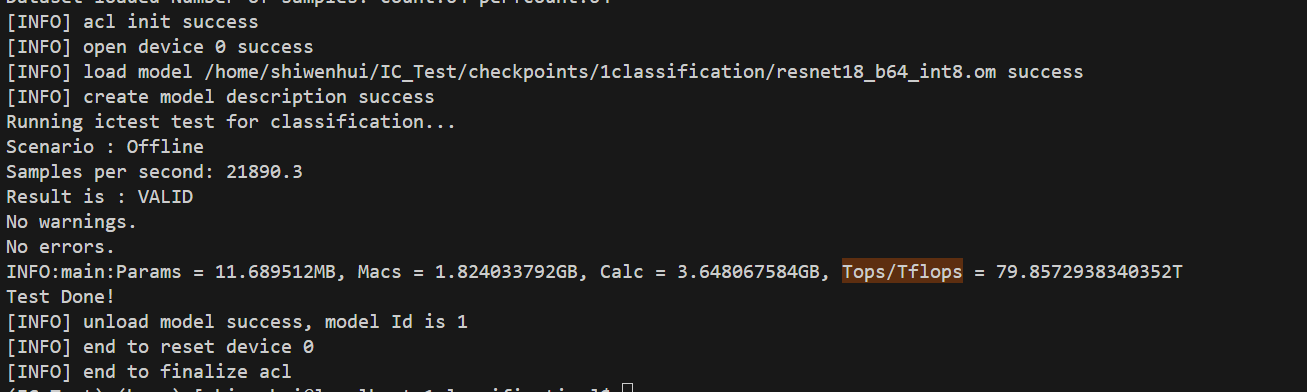 [INFO] acl init success
[INFO] open device 0 success
[INFO] load model /home/shiwenhui/IC_Test/checkpoints/1classification/resnet18_b64_int8.om success
[INFO] create model description success
Running ictest test for classification...
Scenario : Offline
Samples per second: 21890.3
Result is : VALID
No warnings.
No errors.
INFO:main:Params = 11.689512MB, Macs = 1.824033792GB, Calc = 3.648067584GB, Tops/Tflops = 79.8572938340352T
Test Done!
[INFO] unload model success, model Id is 1
[INFO] end to reset device 0
[INFO] end to finalize acl